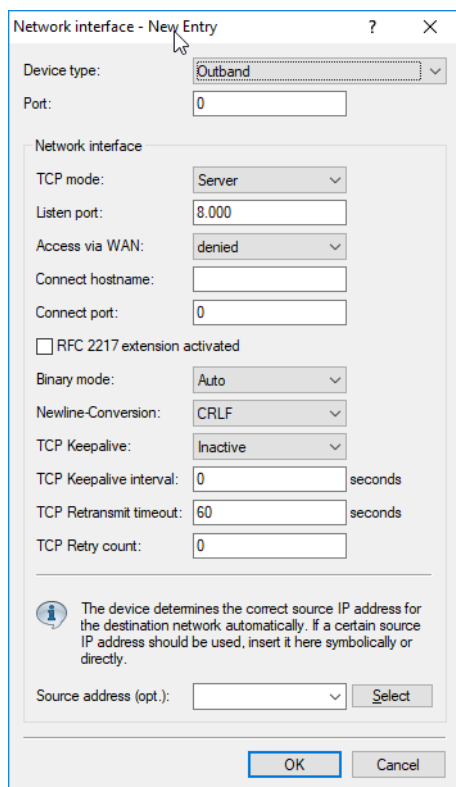 Network interface - New Entry ?
Device type: Outband
Port: 0
Network interface
TCP mode: Server
Listen port: 8.000
Access via WAN: denied
Connect hostname:
Connect port: 0
RFC 2217 extension activated
Binary mode: Auto
Newline-Conversion: CRLF
TCP Keepalive: Inactive
TCP Keepalive interval: 0 seconds
TCP Retransmit timeout: 60 seconds
TCP Retry count: 0
The device determines the correct source IP address for
the destination network automatically. If a certain source
IP address should be used, insert it here symbolically or
directly.
Source address (opt.): Select
OK Cancel